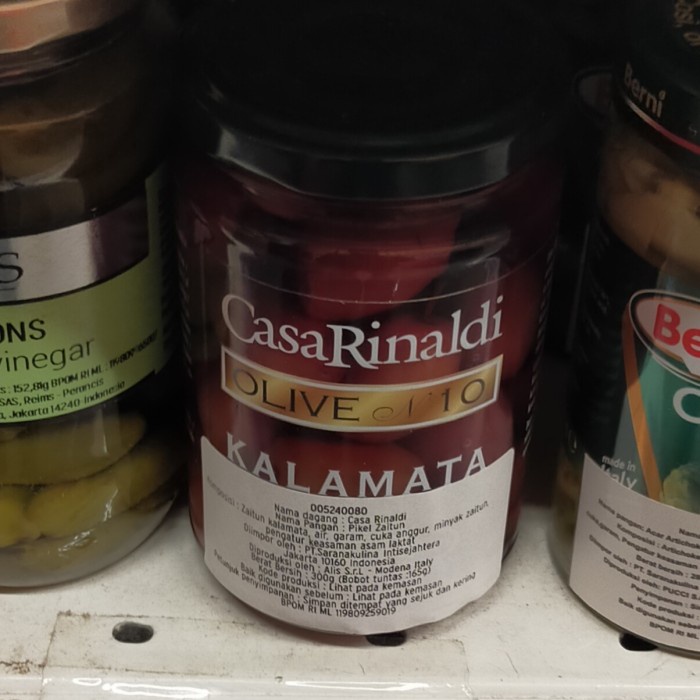 S
ONS
vinegar
s : 152,Big BPOM RI ML :
SAS, Reims - Perancis
, Jakarta 14240-Indonesia
CasaRinaldi
OLIVE N°10
KALAMATA
005240080
Nama dagang : Casa Rinaldi
Nama Pangan : Pikel Zaitun
Komposisi : Zaitun kalamata, air, garam, cuka anggur, minyak zaitun,
pengatur keasaman asam laktat
Diimpor oleh : PT.Saranakulina Intisejahtera
Jakarta 10160 Indonesia
Diproduksi oleh : Alis S.r.L - Modena Italy
Berat Bersih : 300g (Bobot tuntas :165g)
Kode produksi : Lihat pada kemasan
Baik digunakan sebelum : Lihat pada kemasan
Petunjuk penyimpanan : Simpan ditempat yang sejuk dan kering
BPOM RI ML 119809259019
Berni
Be
C
made in
Italy